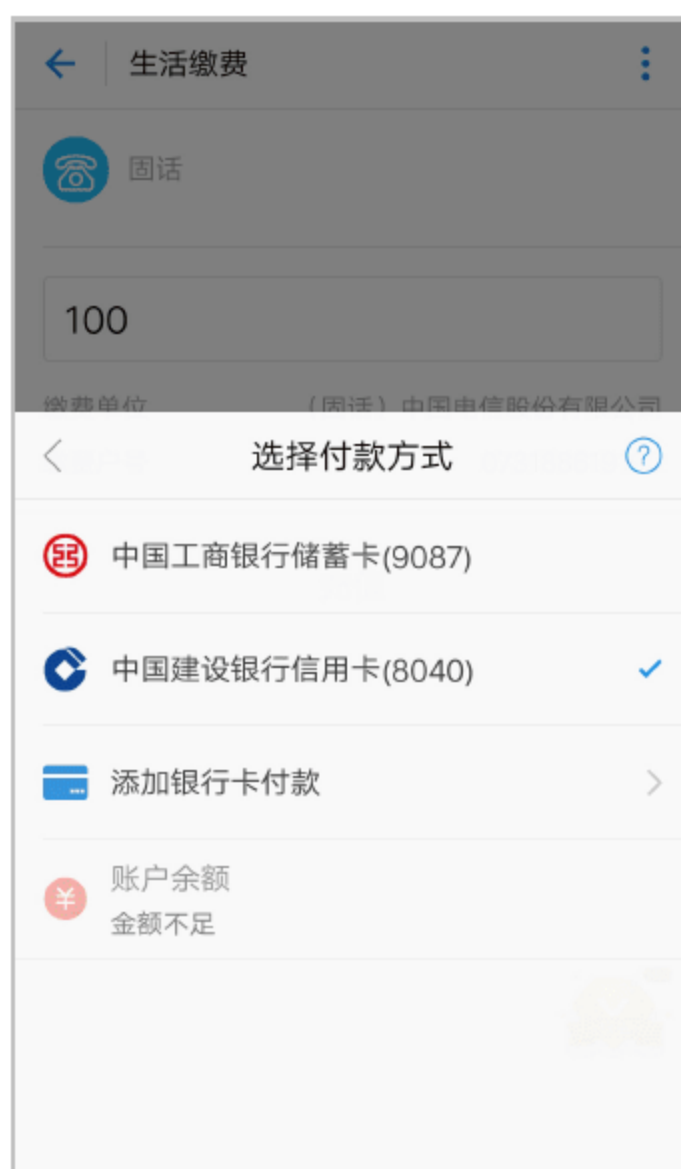 生活缴费
固话
100
缴费单位 (固话) 中国电信股份有限公司
选择付款方式
中国工商银行储蓄卡(9087)
中国建设银行信用卡(8040)
添加银行卡付款
账户余额
金额不足